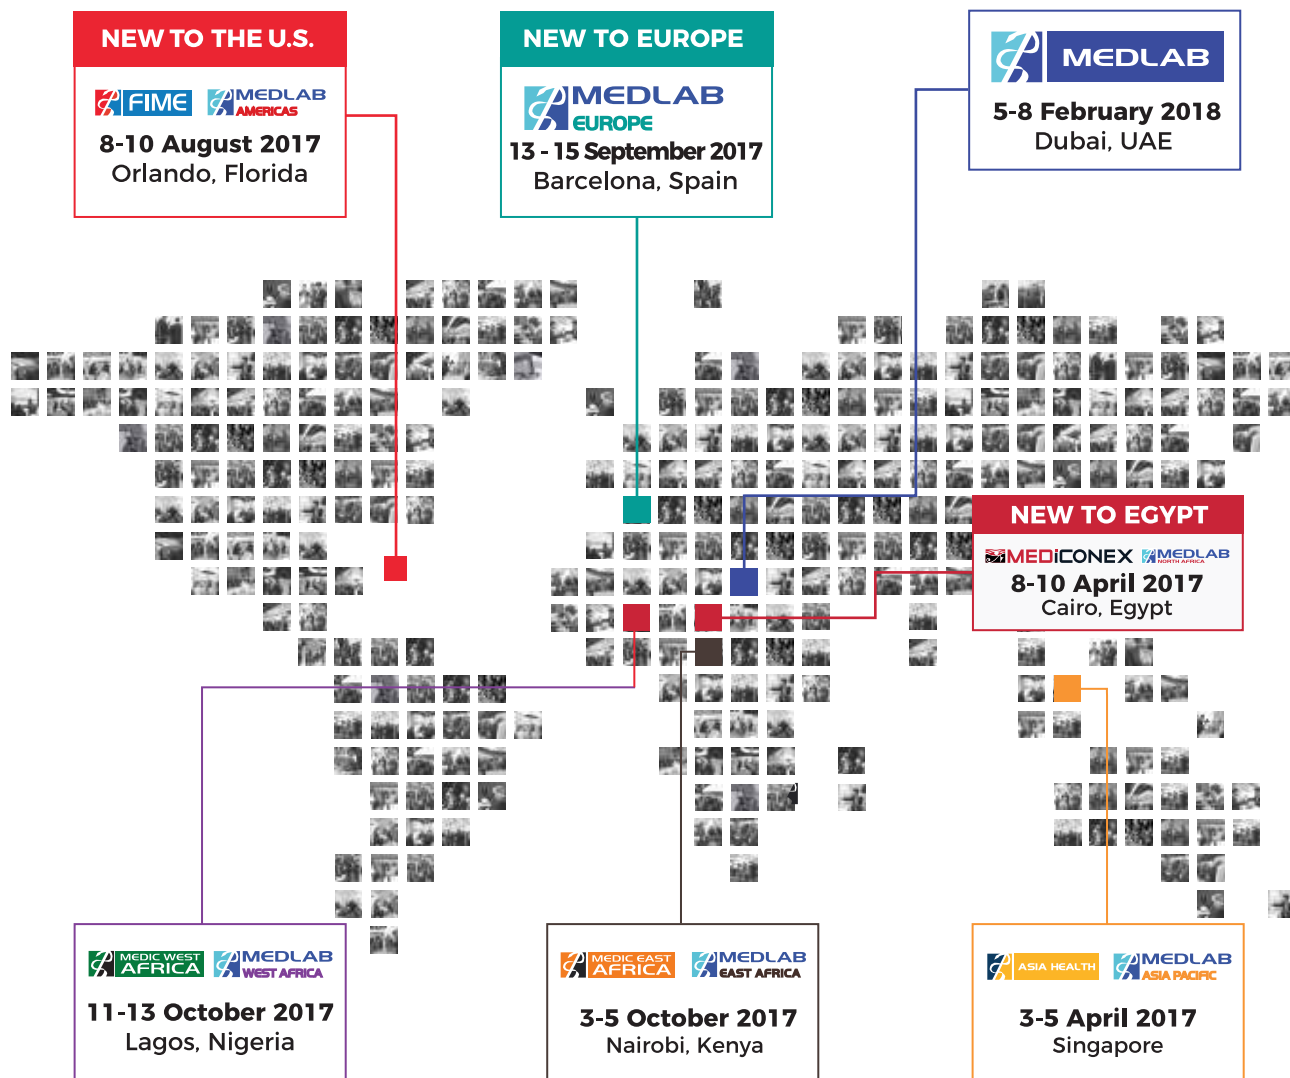 NEW TO THE U.S.
FIME
MEDLAB
AMERICAS
8-10 August 2017
Orlando, Florida
NEW TO EUROPE
MEDLAB
EUROPE
13 - 15 September 2017
Barcelona, Spain
MEDLAB
5-8 February 2018
Dubai, UAE
NEW TO EGYPT
MEDiCONEX
MEDLAB
NORTH AFRICA
8-10 April 2017
Cairo, Egypt
MEDIC WEST
AFRICA
MEDLAB
WEST AFRICA
11-13 October 2017
Lagos, Nigeria
MEDIC EAST
AFRICA
MEDLAB
EAST AFRICA
3-5 October 2017
Nairobi, Kenya
ASIA HEALTH
MEDLAB
ASIA PACIFIC
3-5 April 2017
Singapore